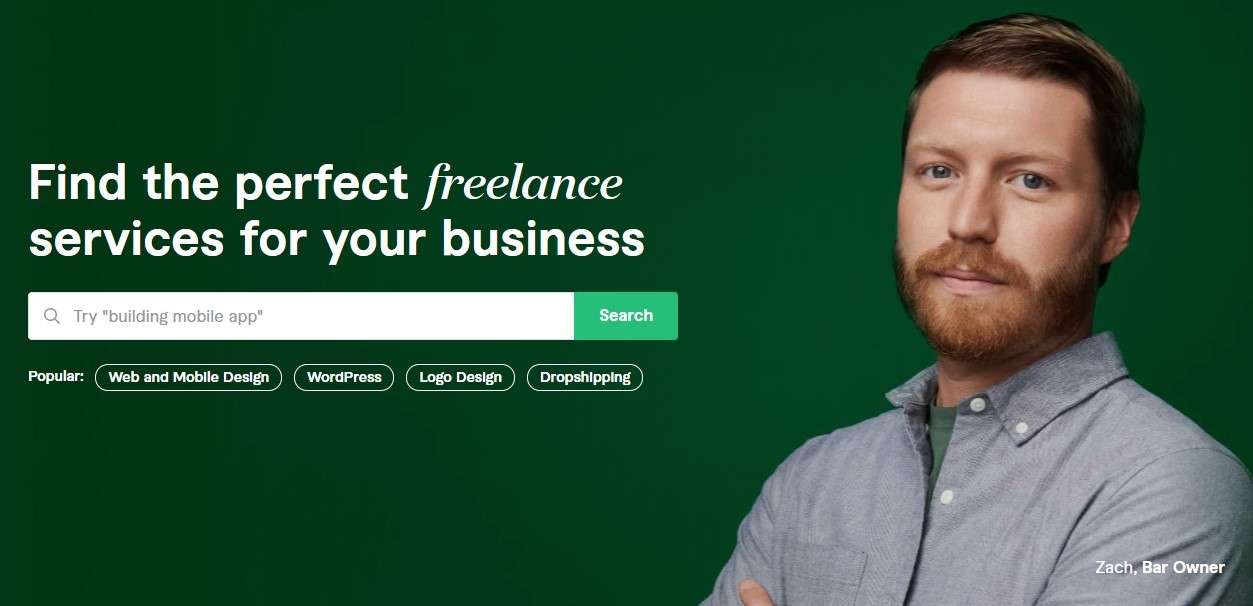 Find the perfect freelance
services for your business
Try "building mobile app"
Search
Popular:
Web and Mobile Design
WordPress
Logo Design
Dropshipping
Zach, Bar Owner